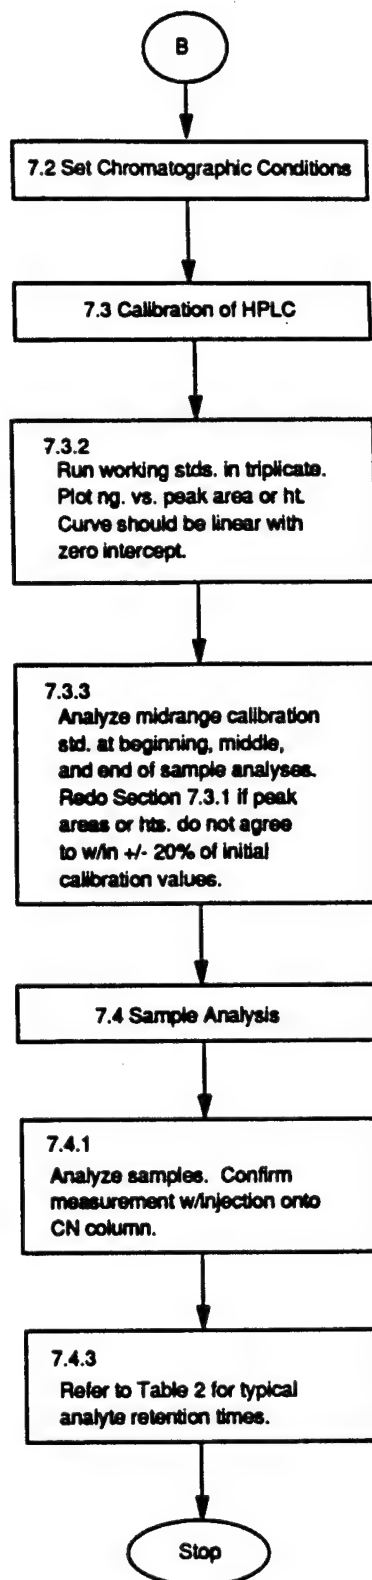 B
7.2 Set Chromatographic Conditions
7.3 Calibration of HPLC
7.3.2
Run working stds. in triplicate.
Plot ng. vs. peak area or ht.
Curve should be linear with
zero intercept.
7.3.3
Analyze midrange calibration
std. at beginning, middle,
and end of sample analyses.
Redo Section 7.3.1 if peak
areas or hts. do not agree
to w/in +/- 20% of initial
calibration values.
7.4 Sample Analysis
7.4.1
Analyze samples. Confirm
measurement w/injection onto
CN column.
7.4.3
Refer to Table 2 for typical
analyte retention times.
Stop